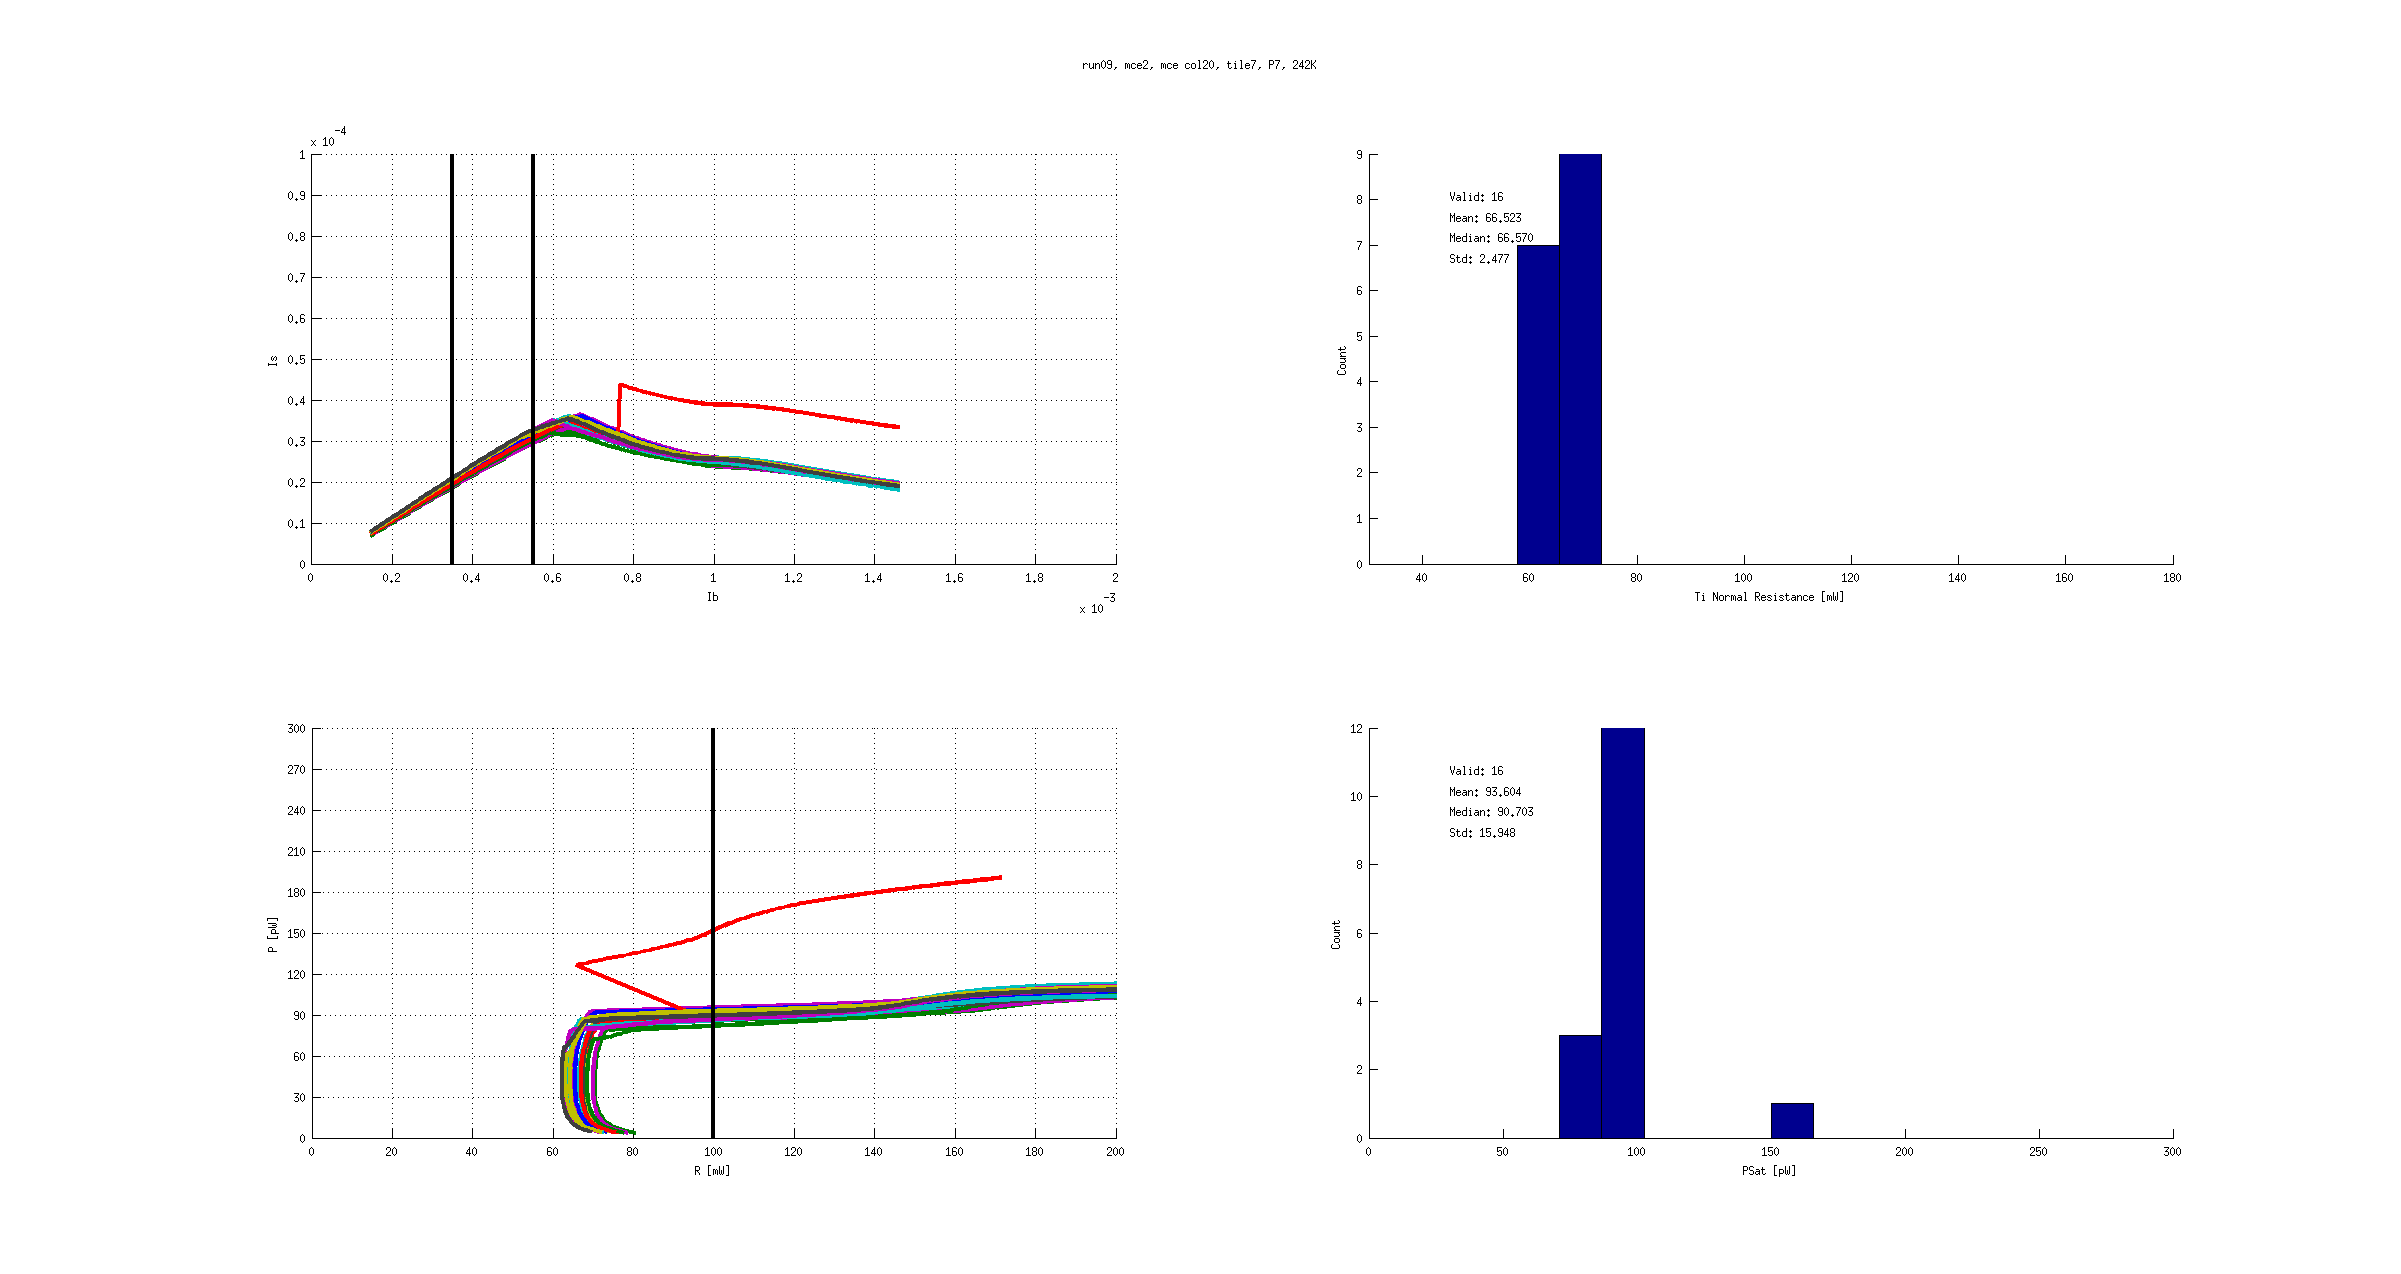 run09, mce2, mce col20, tile7, P7, 242K
x 10 -4
1
0.9
0.8
0.7
0.6
0.5
0.4
0.3
0.2
0.1
0
Is
0 0.2 0.4 0.6 0.8 1 1.2 1.4 1.6 1.8 2
Ib
x 10 -3
9
8
7
6
5
4
3
2
1
0
Count
Valid: 16
Mean: 66.523
Median: 66.570
Std: 2.477
40 60 80 100 120 140 160 180
Ti Normal Resistance [mW]
300
270
240
210
180
150
120
90
60
30
0
P [pW]
0 20 40 60 80 100 120 140 160 180 200
R [mW]
12
10
8
6
4
2
0
Count
Valid: 16
Mean: 93.604
Median: 90.703
Std: 15.948
0 50 100 150 200 250 300
PSat [pW]